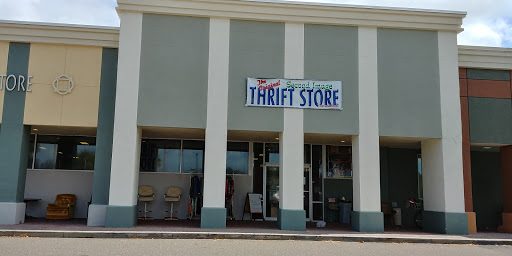 STORE
The Original Second Image
THRIFT STORE